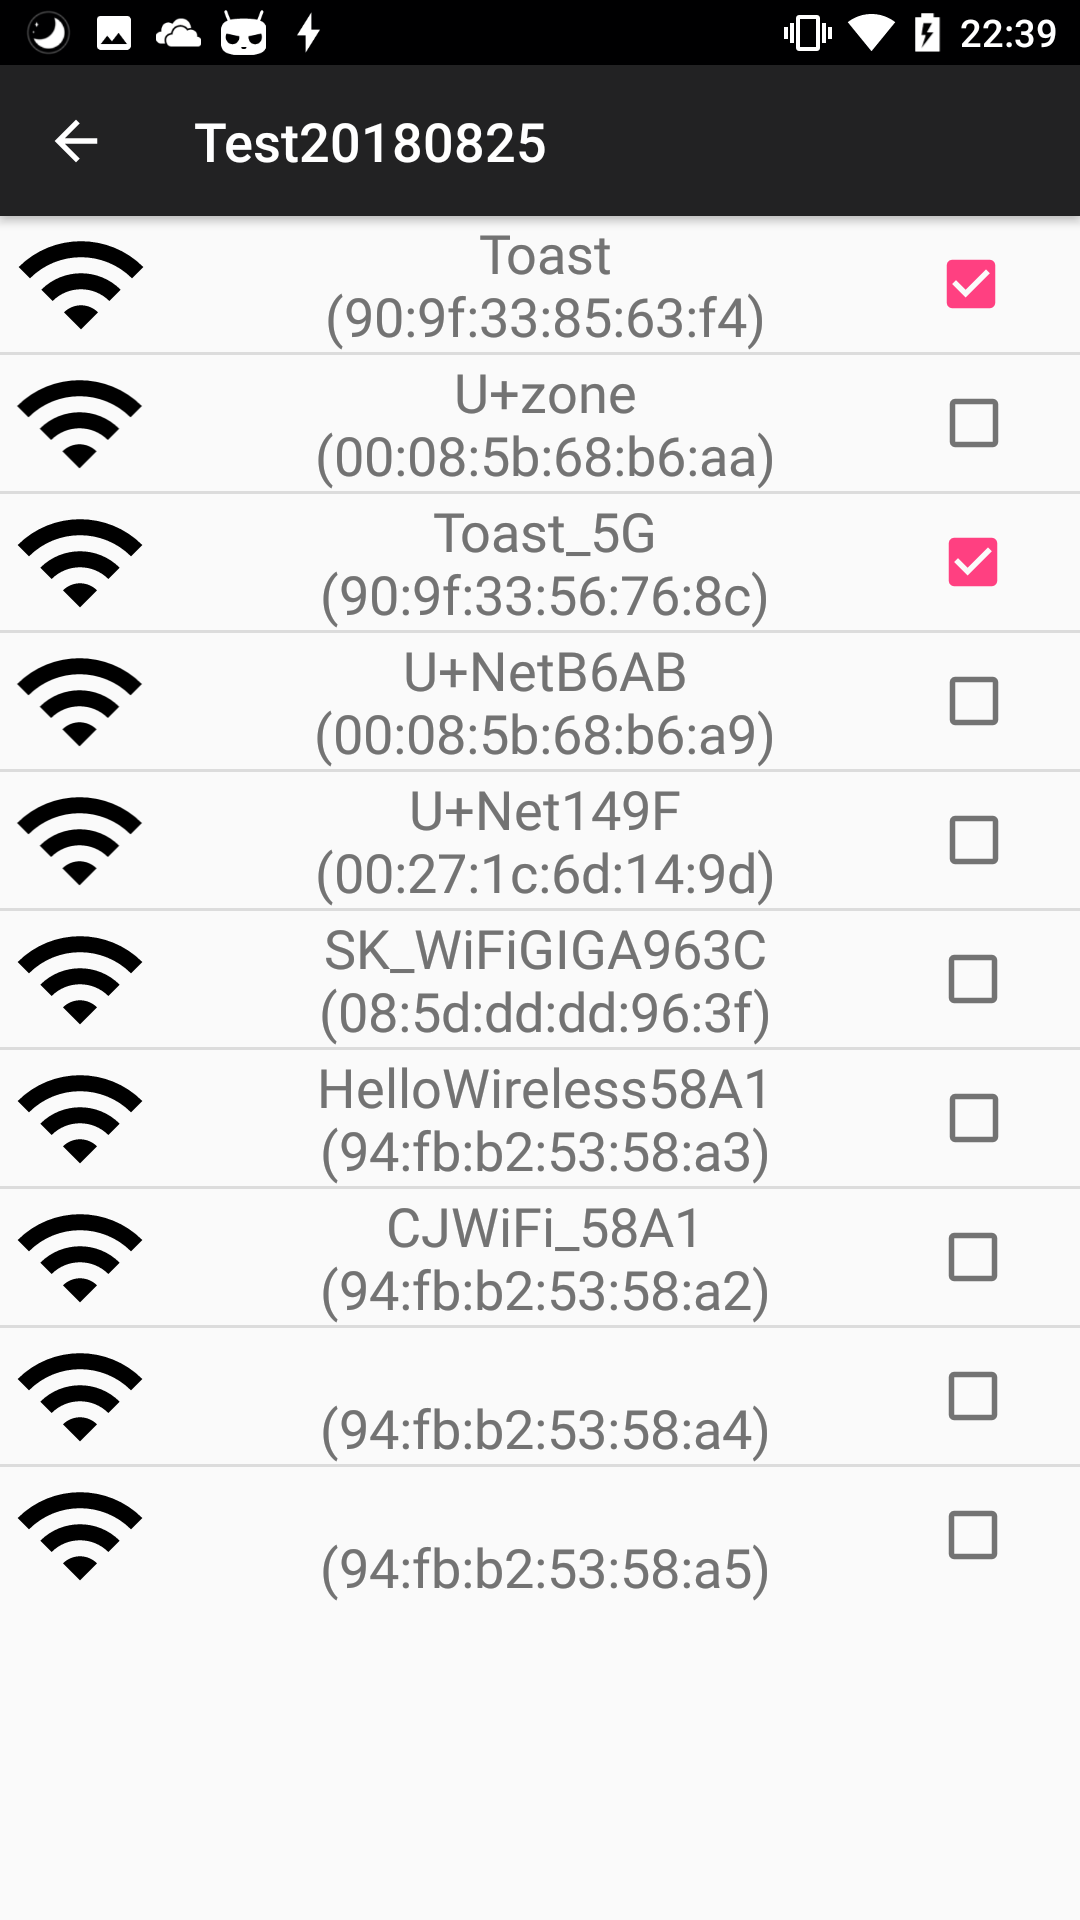 22:39
Test20180825
Toast
(90:9f:33:85:63:f4)
U+zone
(00:08:5b:68:b6:aa)
Toast_5G
(90:9f:33:56:76:8c)
U+NetB6AB
(00:08:5b:68:b6:a9)
U+Net149F
(00:27:1c:6d:14:9d)
SK_WiFiGIGA963C
(08:5d:dd:dd:96:3f)
HelloWireless58A1
(94:fb:b2:53:58:a3)
CJWiFi_58A1
(94:fb:b2:53:58:a2)
(94:fb:b2:53:58:a4)
(94:fb:b2:53:58:a5)